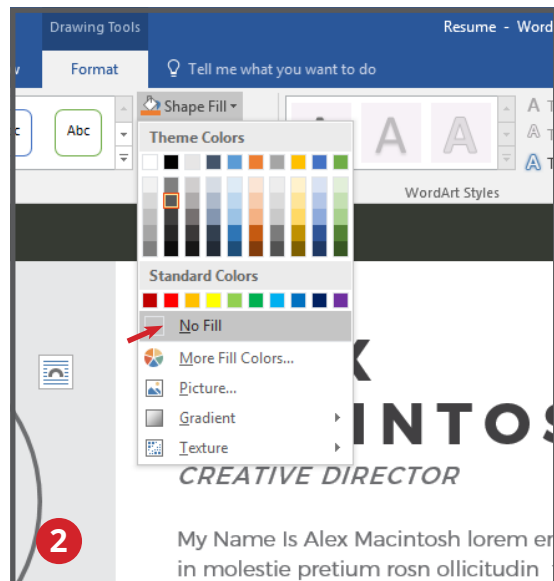 Drawing Tools
Resume - Word
Format
Tell me what you want to do
Abc
Shape Fill
A A
A
A
A
WordArt Styles
Theme Colors
Standard Colors
No Fill
More Fill Colors...
Picture...
Gradient
Texture
INTOS
CREATIVE DIRECTOR
2
My Name Is Alex Macintosh lorem
in molestie pretium rosn ollicitudin